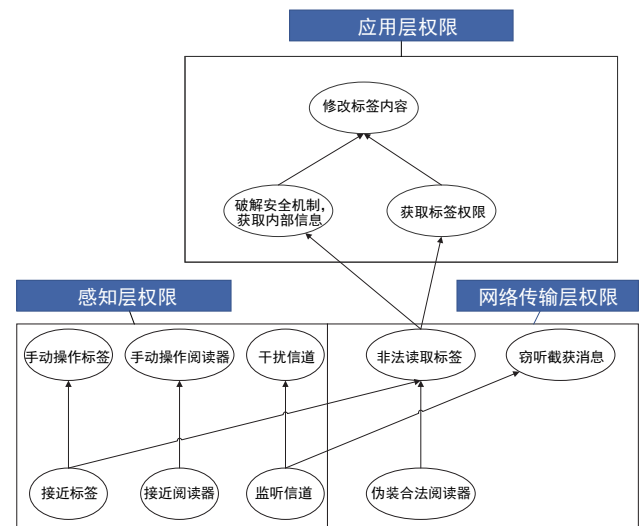 应用层权限
修改标签内容
破解安全机制,
获取内部信息
获取标签权限
感知层权限
网络传输层权限
手动操作标签
手动操作阅读器
干扰信道
非法读取标签
窃听截获消息
接近标签
接近阅读器
监听信道
伪装合法阅读器